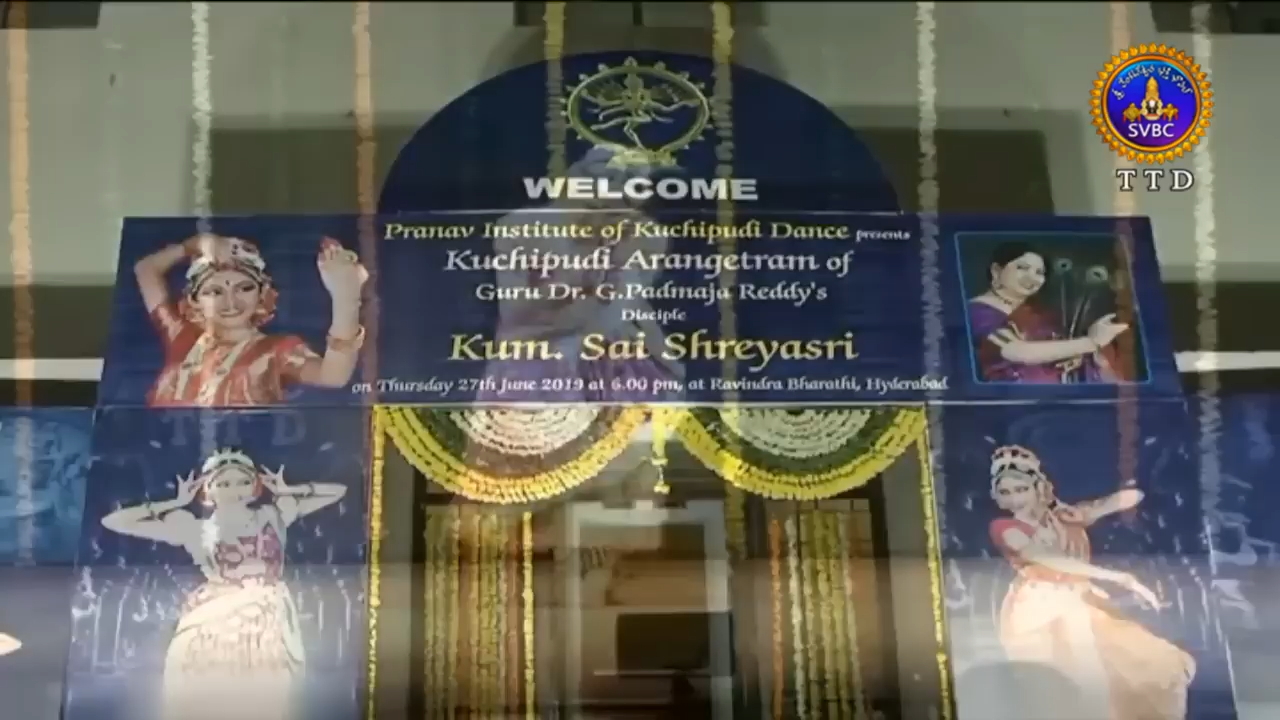 WELCOME
Pranav Institute of Kuchipudi Dance presents
Kuchipudi Arangetram of
Guru Dr. G.Padmaja Reddy's
Disciple
Kum. Sai Shreyasri
on Thursday 27th June 2019 at 6.00 pm, at Ravindra Bharathi, Hyderabad
SVBC
TTD
TTD